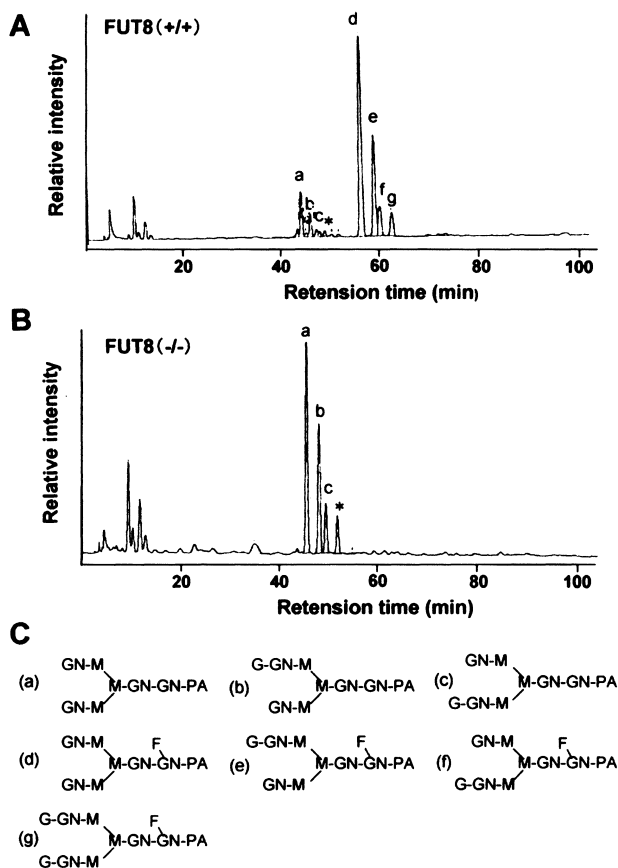 A
FUT8(+/+)
Relative intensity
a
b
c
*
d
e
f
g
20
40
60
80
100
Retension time (min)
B
FUT8(-/-)
Relative intensity
a
b
c
*
20
40
60
80
100
Retension time (min)
C
(a)
GN-M
M-GN-GN-PA
GN-M
(b)
G-GN-M
M-GN-GN-PA
GN-M
(c)
GN-M
M-GN-GN-PA
G-GN-M
(d)
GN-M
F
M-GN-GN-PA
GN-M
(e)
G-GN-M
F
M-GN-GN-PA
GN-M
(f)
GN-M
F
M-GN-GN-PA
G-GN-M
(g)
G-GN-M
F
M-GN-GN-PA
G-GN-M